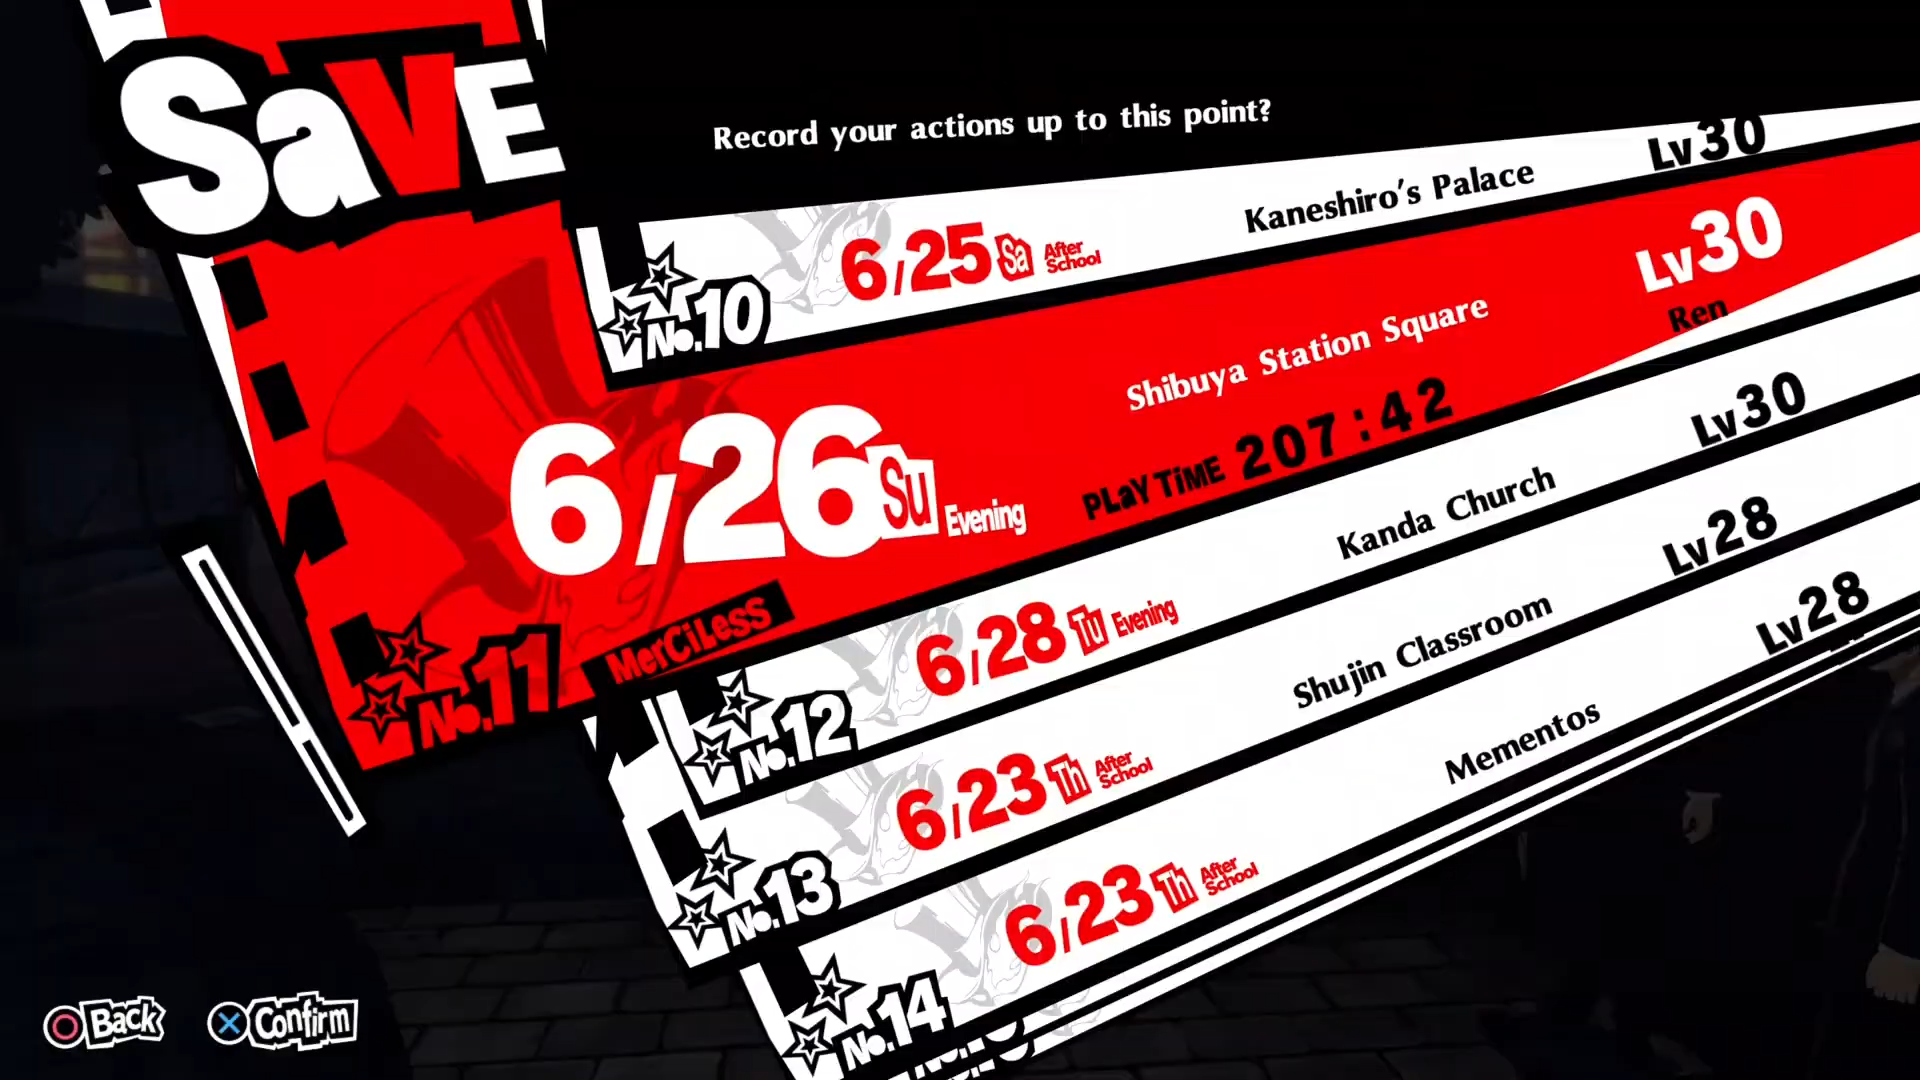 SaVE
Record your actions up to this point?
No.10
6/25 Sa After School
Kaneshiro's Palace
Lv30
No.11
6/26 Su Evening
Shibuya Station Square
Lv30
Ren
PLaY TiME 207:42
MerCiLess
No.12
6/28 Tu Evening
Kanda Church
Lv30
No.13
6/23 Th After School
Shujin Classroom
Lv28
No.14
6/23 Th After School
Mementos
Lv28
Back
Confirm